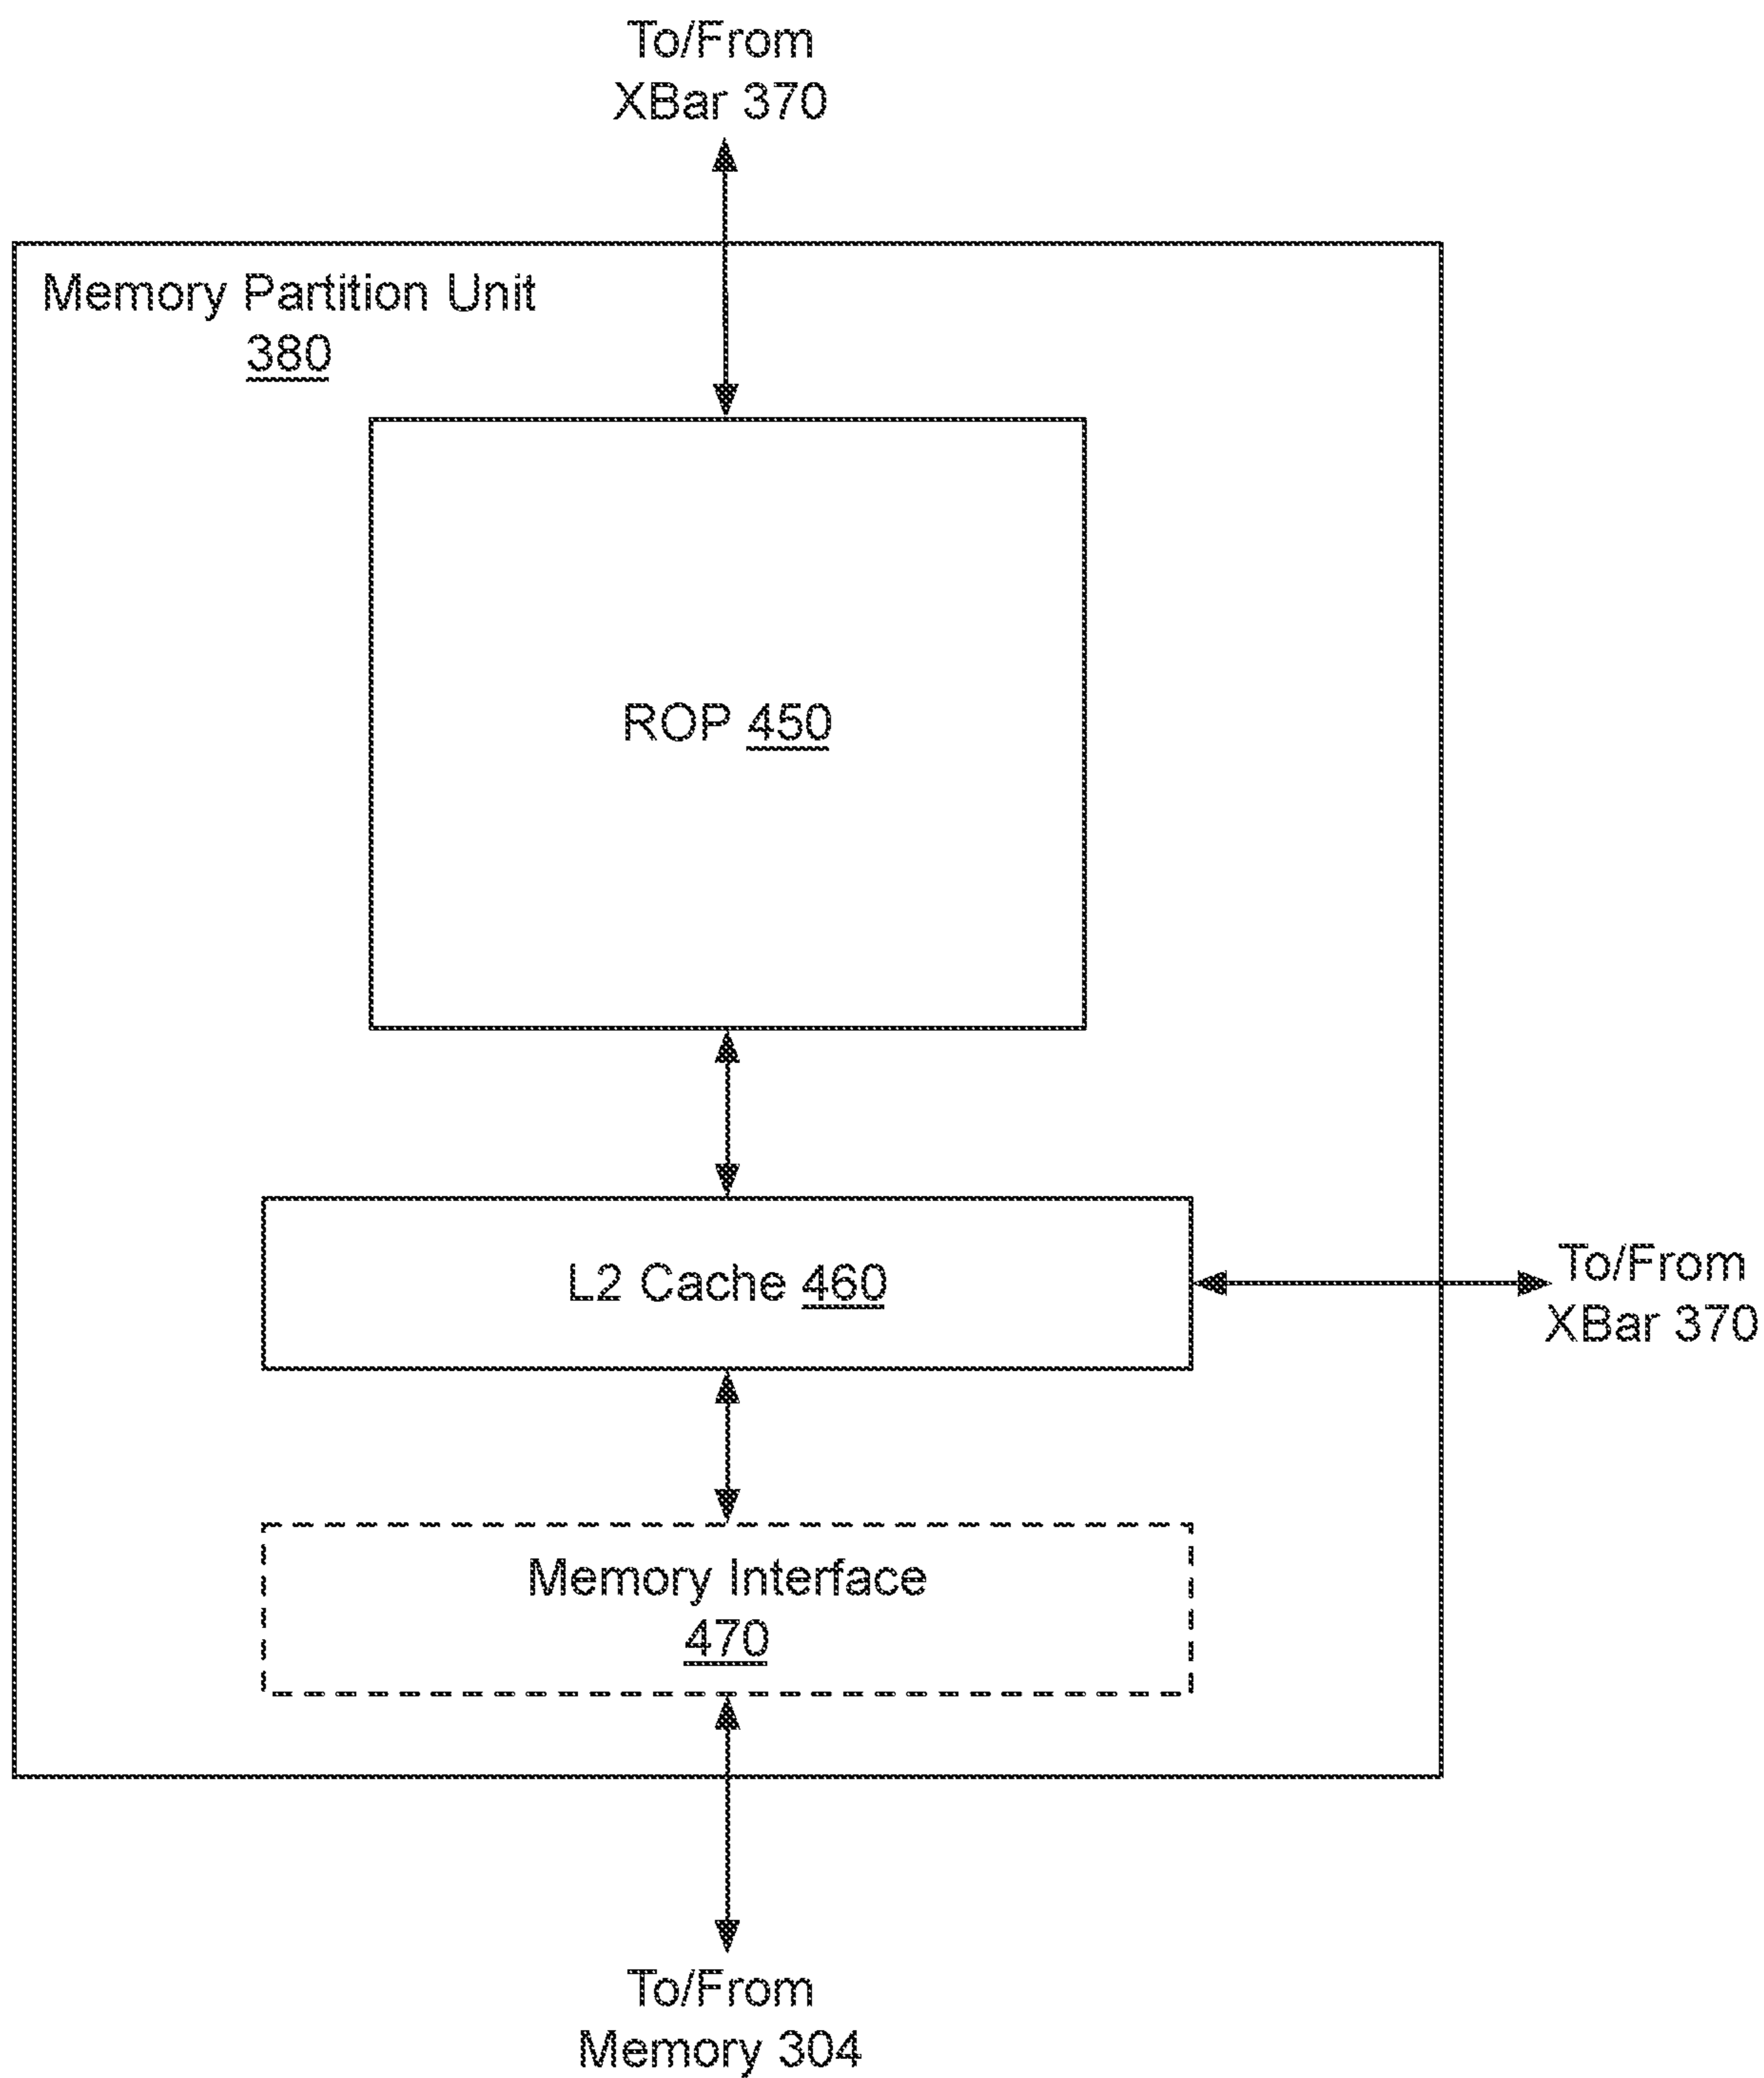 To/From
XBar 370
Memory Partition Unit
380
ROP 450
L2 Cache 460
To/From
XBar 370
Memory Interface
470
To/From
Memory 304